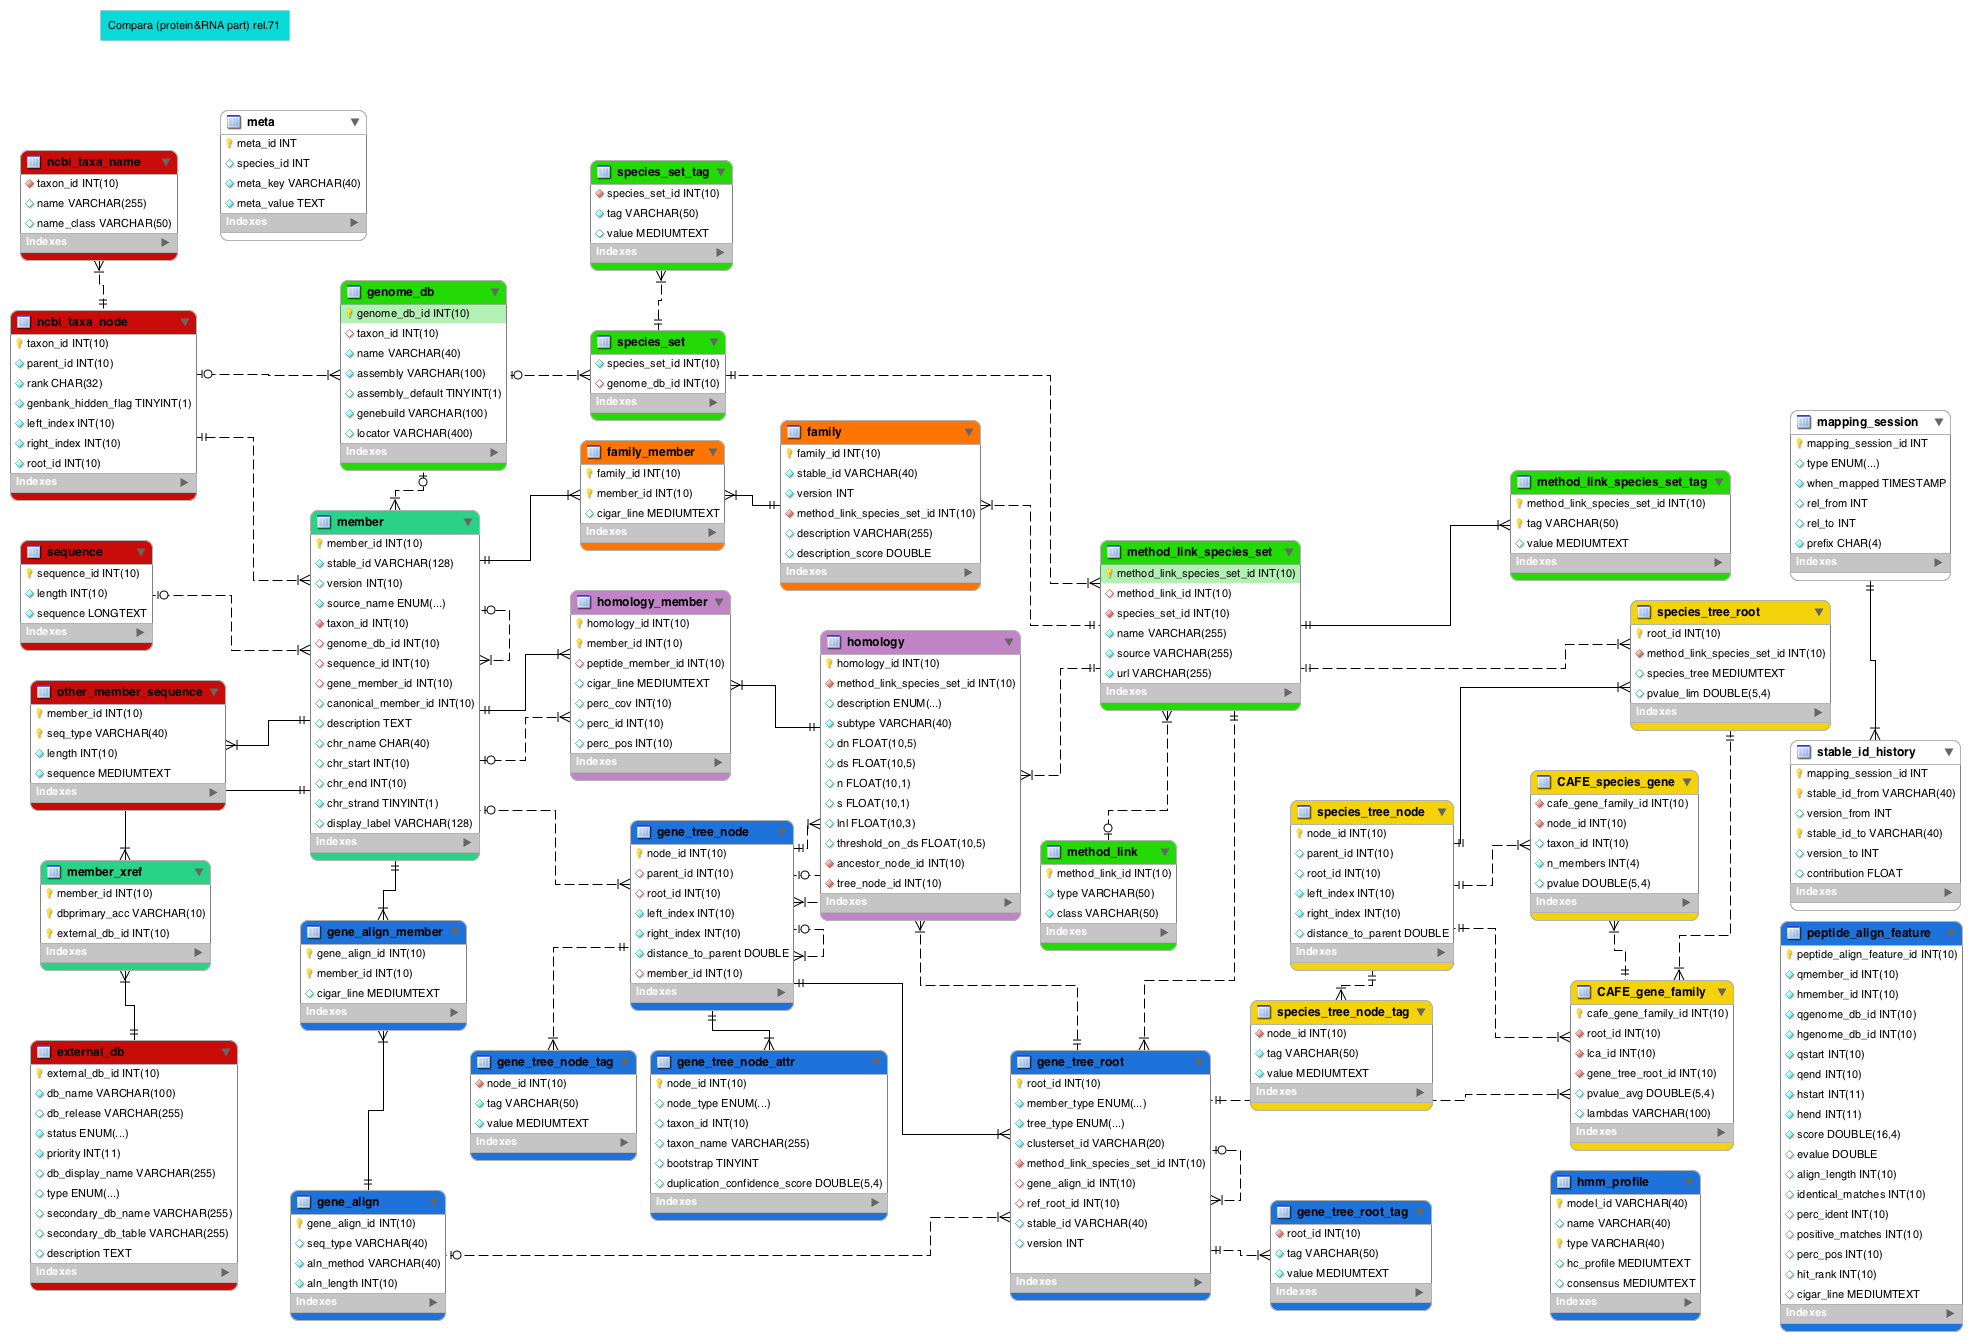 Compara (protein&RNA part) rel.71
meta
meta_id INT
species_id INT
meta_key VARCHAR(40)
meta_value TEXT
Indexes
ncbi_taxa_name
taxon_id INT(10)
name VARCHAR(255)
name_class VARCHAR(50)
Indexes
species_set_tag
species_set_id INT(10)
tag VARCHAR(50)
value MEDIUMTEXT
Indexes
genome_db
genome_db_id INT(10)
taxon_id INT(10)
name VARCHAR(40)
assembly VARCHAR(100)
assembly_default TINYINT(1)
genebuild VARCHAR(100)
locator VARCHAR(400)
Indexes
ncbi_taxa_node
taxon_id INT(10)
parent_id INT(10)
rank CHAR(32)
genbank_hidden_flag TINYINT(1)
left_index INT(10)
right_index INT(10)
root_id INT(10)
Indexes
species_set
species_set_id INT(10)
genome_db_id INT(10)
Indexes
family_member
family_id INT(10)
member_id INT(10)
cigar_line MEDIUMTEXT
Indexes
family
family_id INT(10)
stable_id VARCHAR(40)
version INT
method_link_species_set_id INT(10)
description VARCHAR(255)
description_score DOUBLE
Indexes
mapping_session
mapping_session_id INT
type ENUM(...)
when_mapped TIMESTAMP
rel_from INT
rel_to INT
prefix CHAR(4)
Indexes
method_link_species_set_tag
method_link_species_set_id INT(10)
tag VARCHAR(50)
value MEDIUMTEXT
Indexes
member
member_id INT(10)
stable_id VARCHAR(128)
version INT(10)
source_name ENUM(...)
taxon_id INT(10)
genome_db_id INT(10)
sequence_id INT(10)
gene_member_id INT(10)
canonical_member_id INT(10)
description TEXT
chr_name CHAR(40)
chr_start INT(10)
chr_end INT(10)
chr_strand TINYINT(1)
display_label VARCHAR(128)
Indexes
sequence
sequence_id INT(10)
length INT(10)
sequence LONGTEXT
Indexes
method_link_species_set
method_link_species_set_id INT(10)
method_link_id INT(10)
species_set_id INT(10)
name VARCHAR(255)
source VARCHAR(255)
url VARCHAR(255)
Indexes
homology_member
homology_id INT(10)
member_id INT(10)
peptide_member_id INT(10)
cigar_line MEDIUMTEXT
perc_cov INT(10)
perc_id INT(10)
perc_pos INT(10)
Indexes
species_tree_root
root_id INT(10)
method_link_species_set_id INT(10)
species_tree MEDIUMTEXT
pvalue_lim DOUBLE(5,4)
Indexes
homology
homology_id INT(10)
method_link_species_set_id INT(10)
description ENUM(...)
subtype VARCHAR(40)
dn FLOAT(10,5)
ds FLOAT(10,5)
n FLOAT(10,1)
s FLOAT(10,1)
lnl FLOAT(10,3)
threshold_on_ds FLOAT(10,5)
ancestor_node_id INT(10)
tree_node_id INT(10)
Indexes
other_member_sequence
member_id INT(10)
seq_type VARCHAR(40)
length INT(10)
sequence MEDIUMTEXT
Indexes
stable_id_history
mapping_session_id INT
stable_id_from VARCHAR(40)
version_from INT
stable_id_to VARCHAR(40)
version_to INT
contribution FLOAT
Indexes
CAFE_species_gene
cafe_gene_family_id INT(10)
node_id INT(10)
taxon_id INT(10)
n_members INT(4)
pvalue DOUBLE(5,4)
Indexes
species_tree_node
node_id INT(10)
parent_id INT(10)
root_id INT(10)
left_index INT(10)
right_index INT(10)
distance_to_parent DOUBLE
Indexes
gene_tree_node
node_id INT(10)
parent_id INT(10)
root_id INT(10)
left_index INT(10)
right_index INT(10)
distance_to_parent DOUBLE
member_id INT(10)
Indexes
method_link
method_link_id INT(10)
type VARCHAR(50)
class VARCHAR(50)
Indexes
member_xref
member_id INT(10)
dbprimary_acc VARCHAR(10)
external_db_id INT(10)
Indexes
gene_align_member
gene_align_id INT(10)
member_id INT(10)
cigar_line MEDIUMTEXT
Indexes
peptide_align_feature
peptide_align_feature_id INT(10)
qmember_id INT(10)
hmember_id INT(10)
qgenome_db_id INT(10)
hgenome_db_id INT(10)
qstart INT(10)
qend INT(10)
hstart INT(11)
hend INT(11)
score DOUBLE(16,4)
evalue DOUBLE
align_length INT(10)
identical_matches INT(10)
perc_ident INT(10)
positive_matches INT(10)
perc_pos INT(10)
hit_rank INT(10)
cigar_line MEDIUMTEXT
Indexes
CAFE_gene_family
cafe_gene_family_id INT(10)
root_id INT(10)
lca_id INT(10)
gene_tree_root_id INT(10)
pvalue_avg DOUBLE(5,4)
lambdas VARCHAR(100)
Indexes
species_tree_node_tag
node_id INT(10)
tag VARCHAR(50)
value MEDIUMTEXT
Indexes
external_db
external_db_id INT(10)
db_name VARCHAR(100)
db_release VARCHAR(255)
status ENUM(...)
priority INT(11)
db_display_name VARCHAR(255)
type ENUM(...)
secondary_db_name VARCHAR(255)
secondary_db_table VARCHAR(255)
description TEXT
Indexes
gene_tree_node_tag
node_id INT(10)
tag VARCHAR(50)
value MEDIUMTEXT
Indexes
gene_tree_node_attr
node_id INT(10)
node_type ENUM(...)
taxon_id INT(10)
taxon_name VARCHAR(255)
bootstrap TINYINT
duplication_confidence_score DOUBLE(5,4)
Indexes
gene_tree_root
root_id INT(10)
member_type ENUM(...)
tree_type ENUM(...)
clusterset_id VARCHAR(20)
method_link_species_set_id INT(10)
gene_align_id INT(10)
ref_root_id INT(10)
stable_id VARCHAR(40)
version INT
Indexes
hmm_profile
model_id VARCHAR(40)
name VARCHAR(40)
type VARCHAR(40)
hc_profile MEDIUMTEXT
consensus MEDIUMTEXT
Indexes
gene_align
gene_align_id INT(10)
seq_type VARCHAR(40)
aln_method VARCHAR(40)
aln_length INT(10)
Indexes
gene_tree_root_tag
root_id INT(10)
tag VARCHAR(50)
value MEDIUMTEXT
Indexes